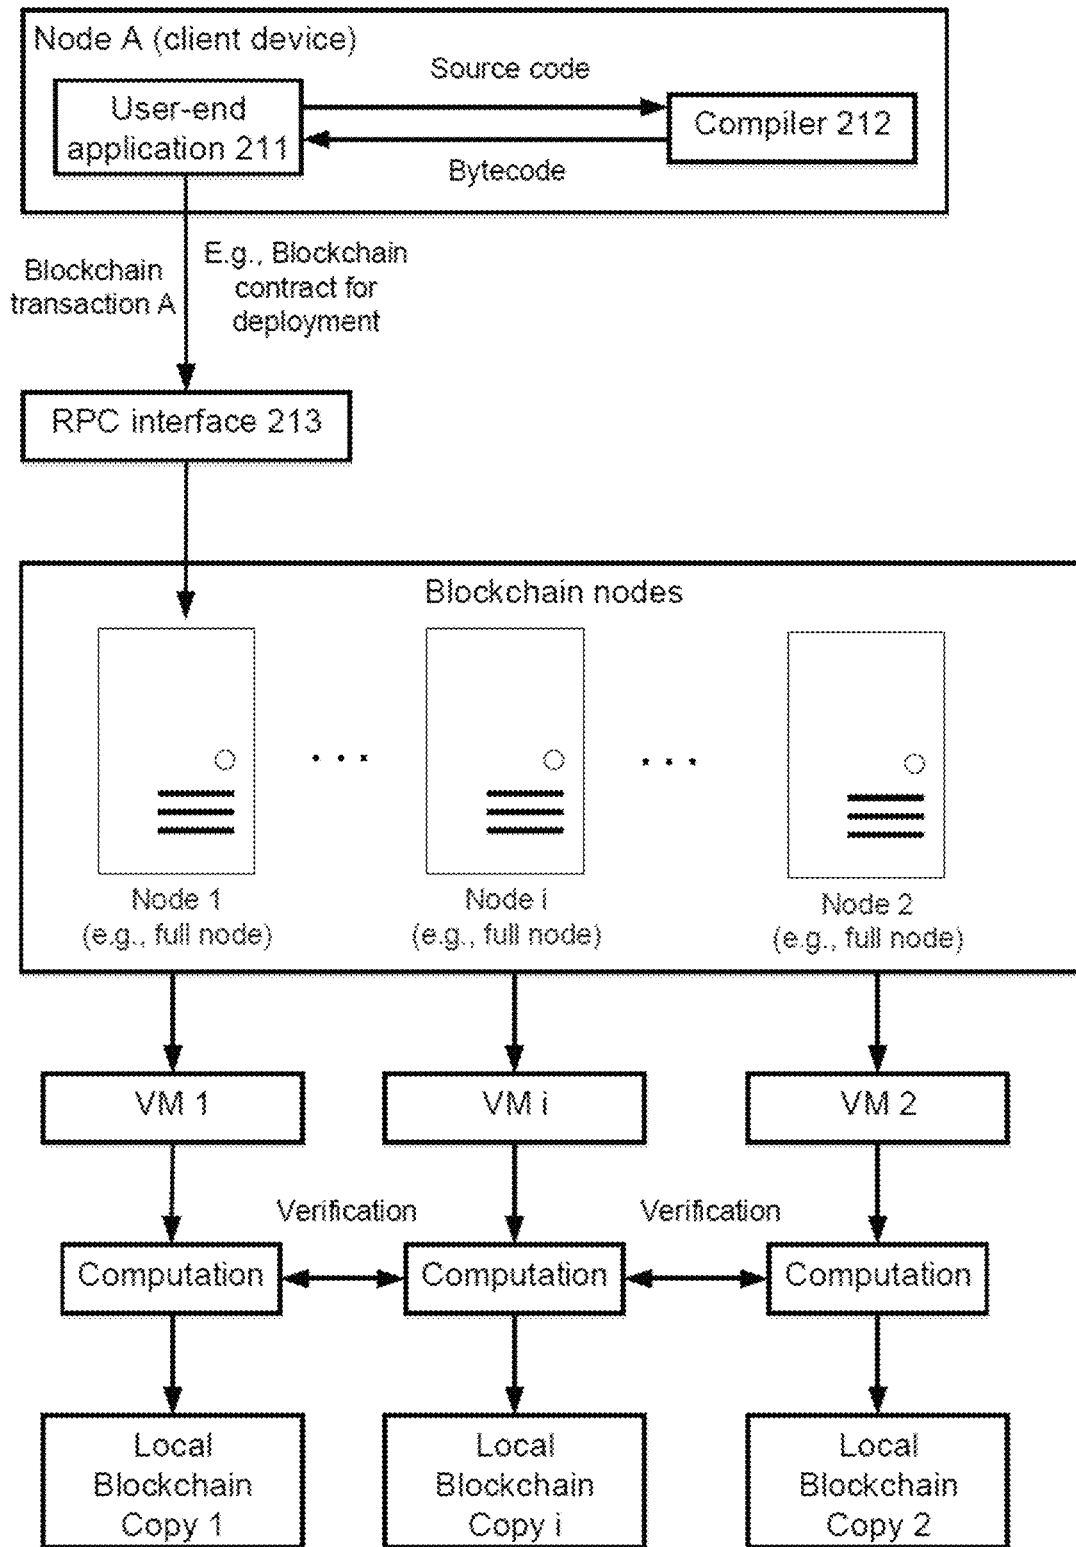 Node A (client device)
Source code
User-end
application 211
Compiler 212
Bytecode
Blockchain
transaction A
E.g., Blockchain
contract for
deployment
RPC interface 213
Blockchain nodes
Node 1
(e.g., full node)
Node i
(e.g., full node)
Node 2
(e.g., full node)
VM 1
VM i
VM 2
Verification
Verification
Computation
Computation
Computation
Local
Blockchain
Copy 1
Local
Blockchain
Copy i
Local
Blockchain
Copy 2